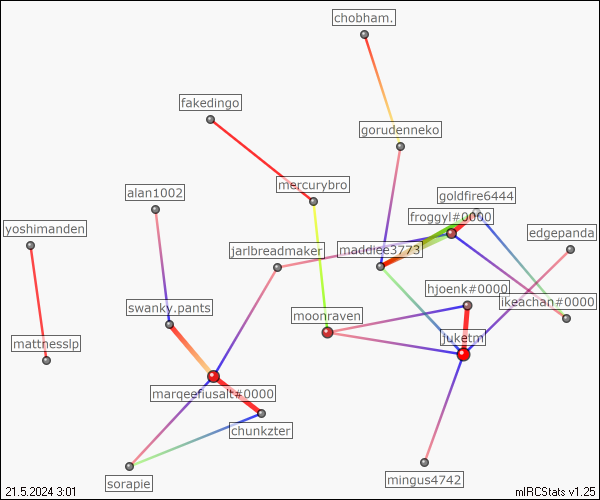 chobham.
fakedingo
gorudenneko
mercurybro
alan1002
goldfire6444
froggyl#0000
yoshimanden
edgepanda
jarlbreadmaker
maddiee3773
hjoenk#0000
ikeachan#0000
swanky.pants
moonraven
mattnesslp
juketm
marqeefiusalt#0000
chunkzter
sorapie
mingus4742
21.5.2024 3:01
mIRCStats v1.25